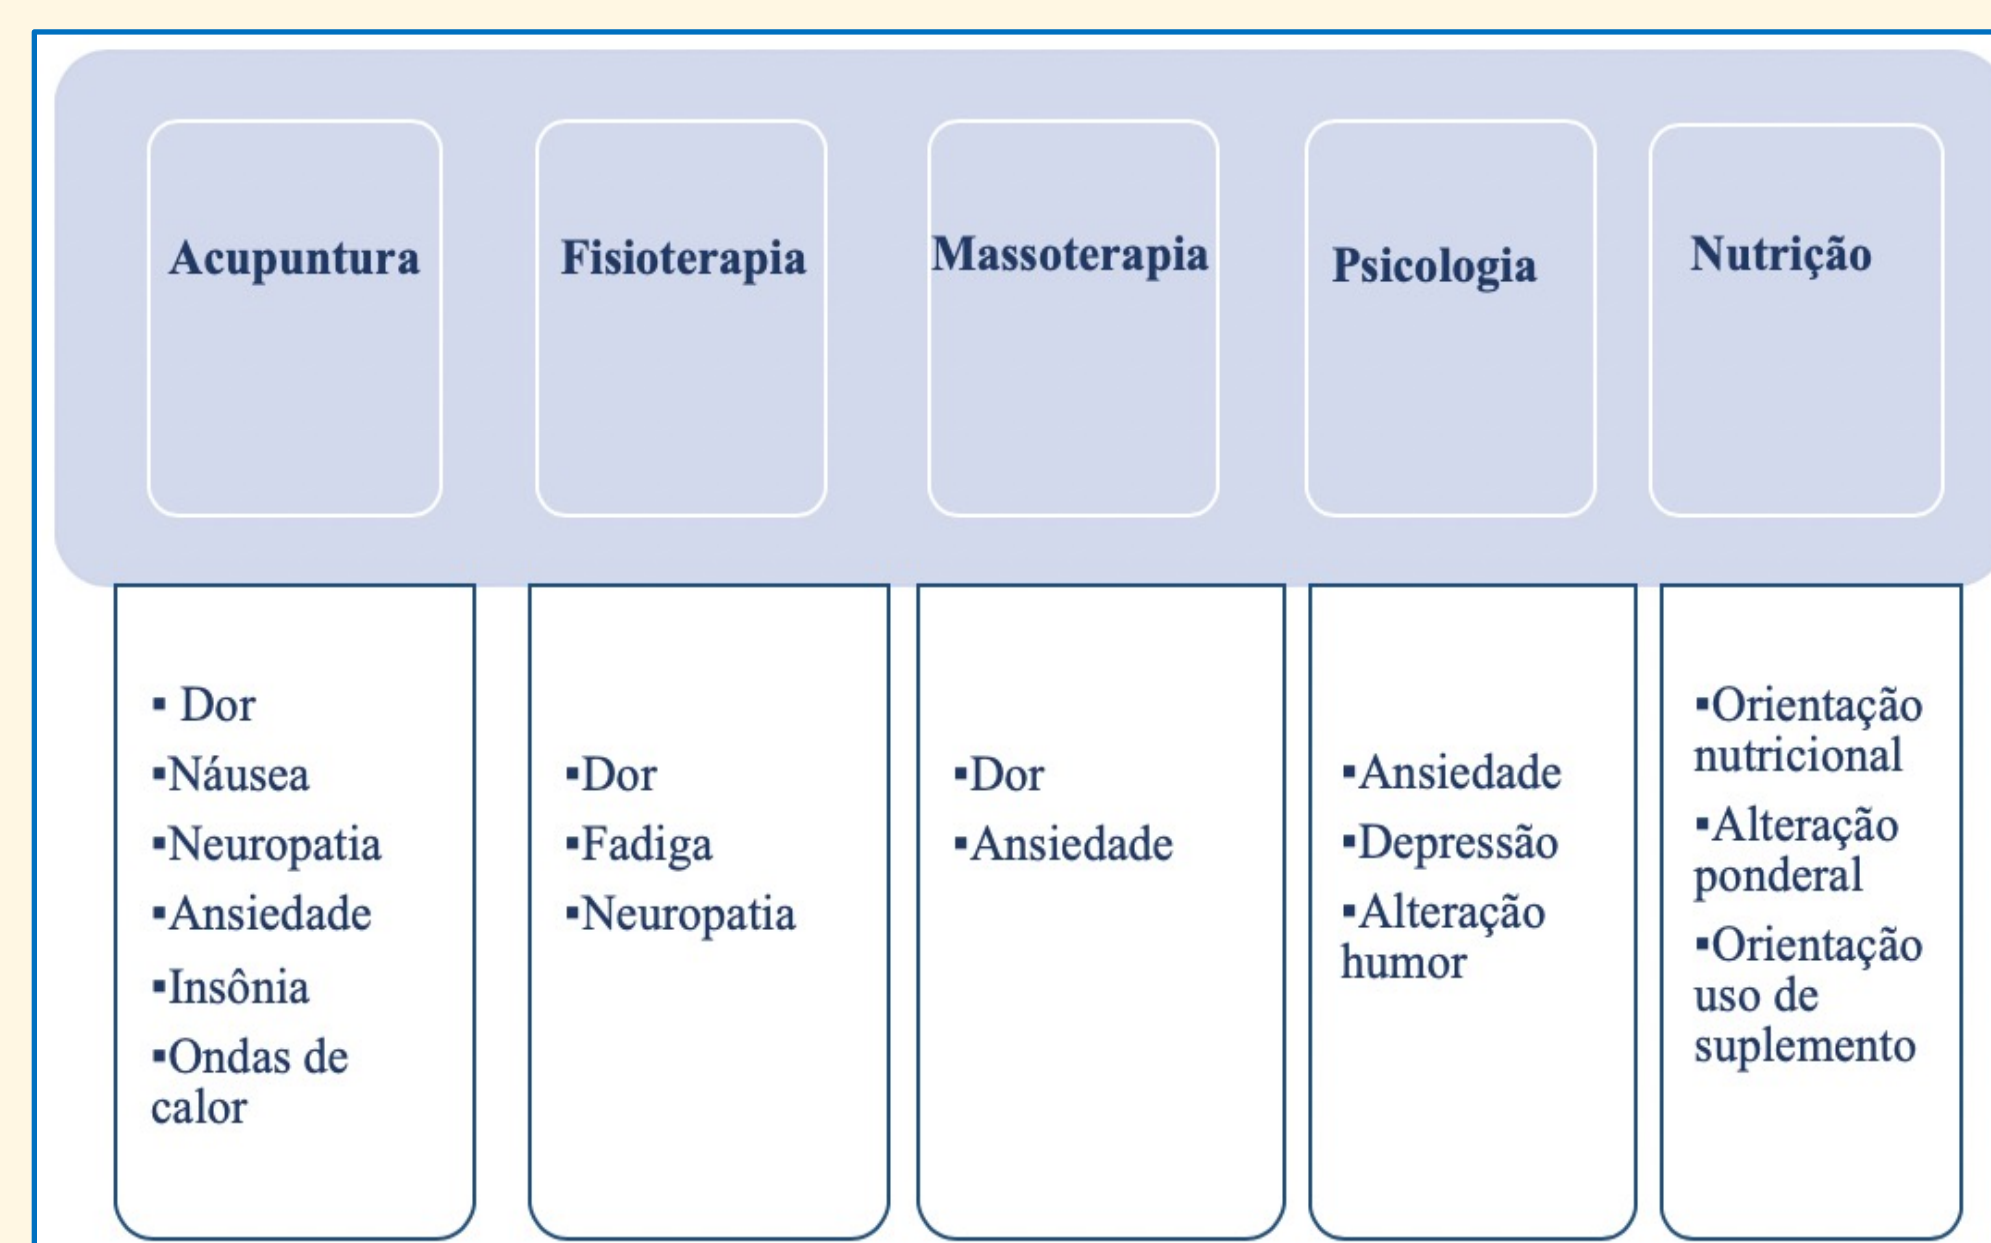 Acupuntura
Fisioterapia
Massoterapia
Psicologia
Nutrição
▪ Dor
▪Náusea
▪Neuropatia
▪Ansiedade
▪Insônia
▪Ondas de
calor
▪Dor
▪Fadiga
▪Neuropatia
▪Dor
▪Ansiedade
▪Ansiedade
▪Depressão
▪Alteração
humor
▪Orientação
nutricional
▪Alteração
ponderal
▪Orientação
uso de
suplemento